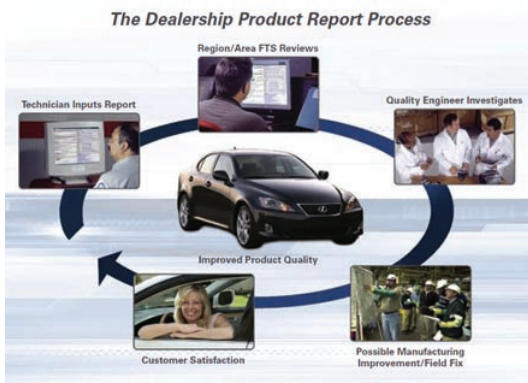 The Dealership Product Report Process
Region/Area FTS Reviews
Technician Inputs Report
Quality Engineer Investigates
Improved Product Quality
Customer Satisfaction
Possible Manufacturing
Improvement/Field Fix